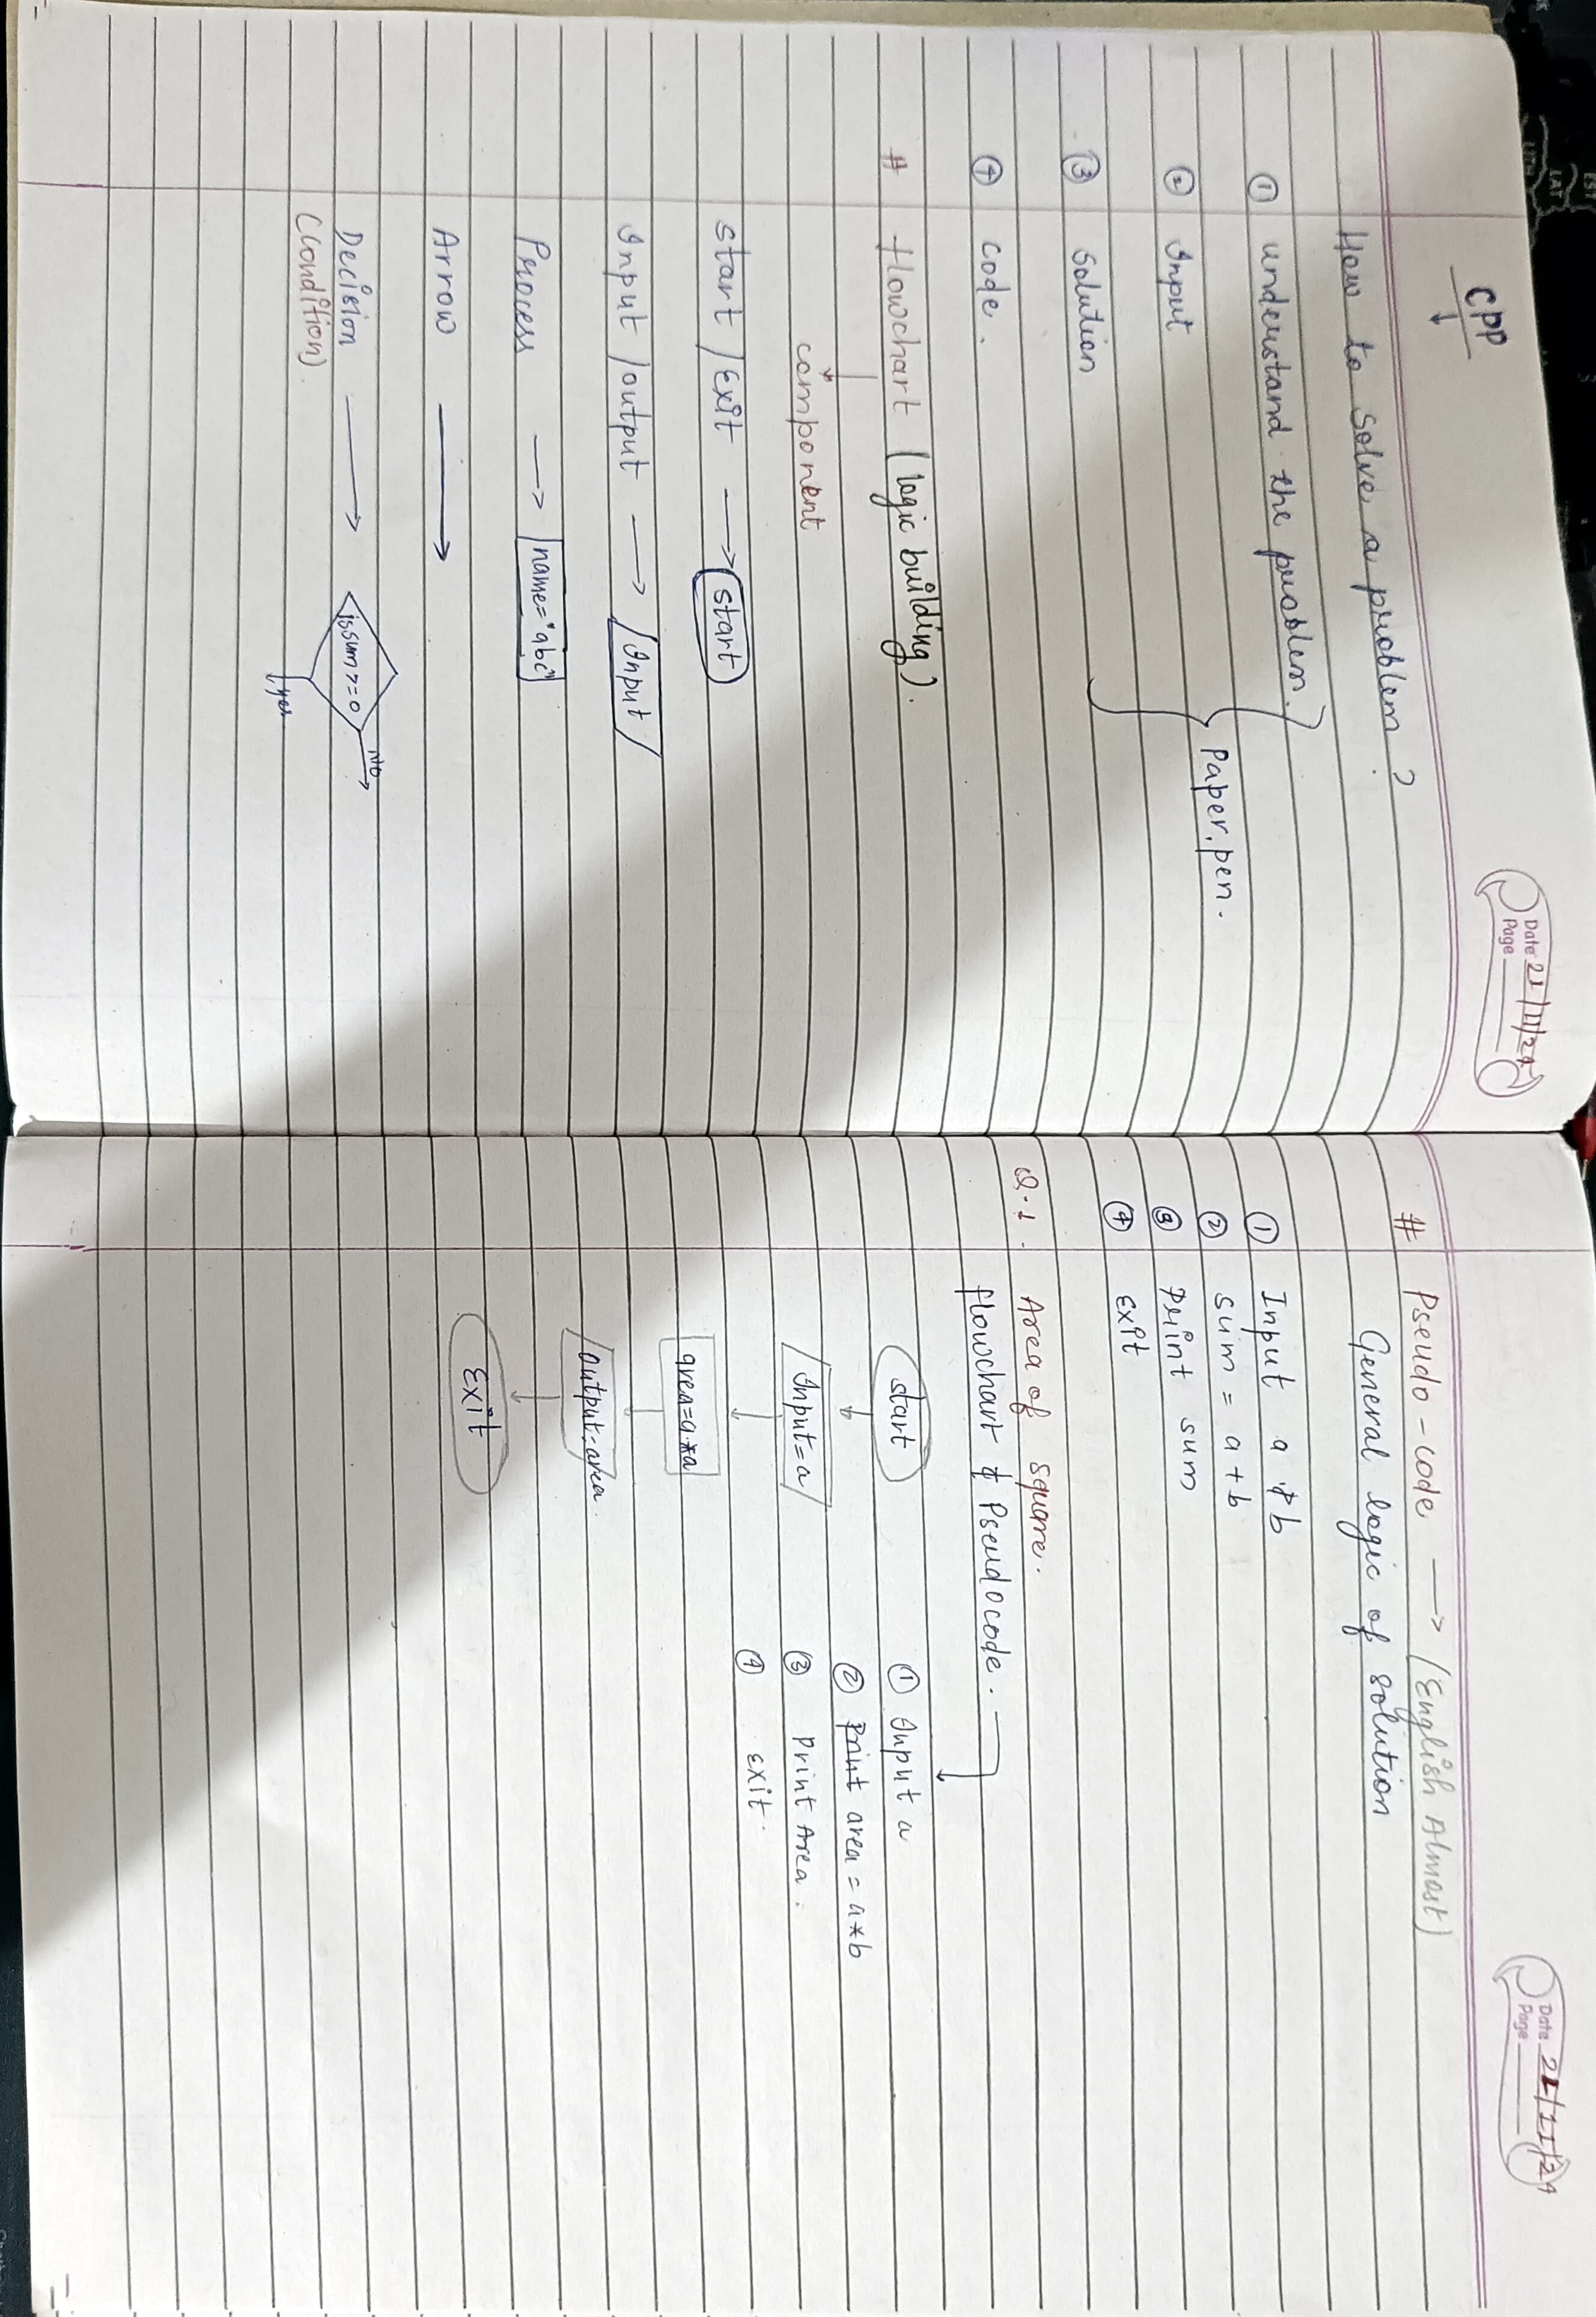 Date 21/11/24
Page
CPP
How to solve a problem ?
① understand the problem.
② Input
Paper, pen.
③ Solution
④ code.
# flowchart (logic building).
component
start / Exit → start
Input / output → Input
Process → name="abc"
Arrow →
Decision → is sum >=0
(Condition).
no
yes
Date 21/11/24
Page
# Pseudo-code → (English Almost)
General logic of solution
① Input a & b
② sum = a + b
③ print sum
④ Exit
Q.1. Area of square.
flowchart & Pseudocode.
start
Input = a
area=a*a
output=area
Exit
① Input a
② Print area = a*b
③ Print Area.
④ exit.